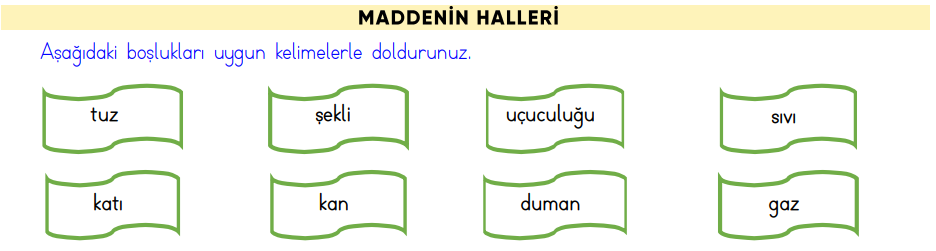 MADDENİN HALLERİ
Aşağıdaki boşlukları uygun kelimelerle doldurunuz.
tuz şekli uçuculuğu sıvı
katı kan duman gaz